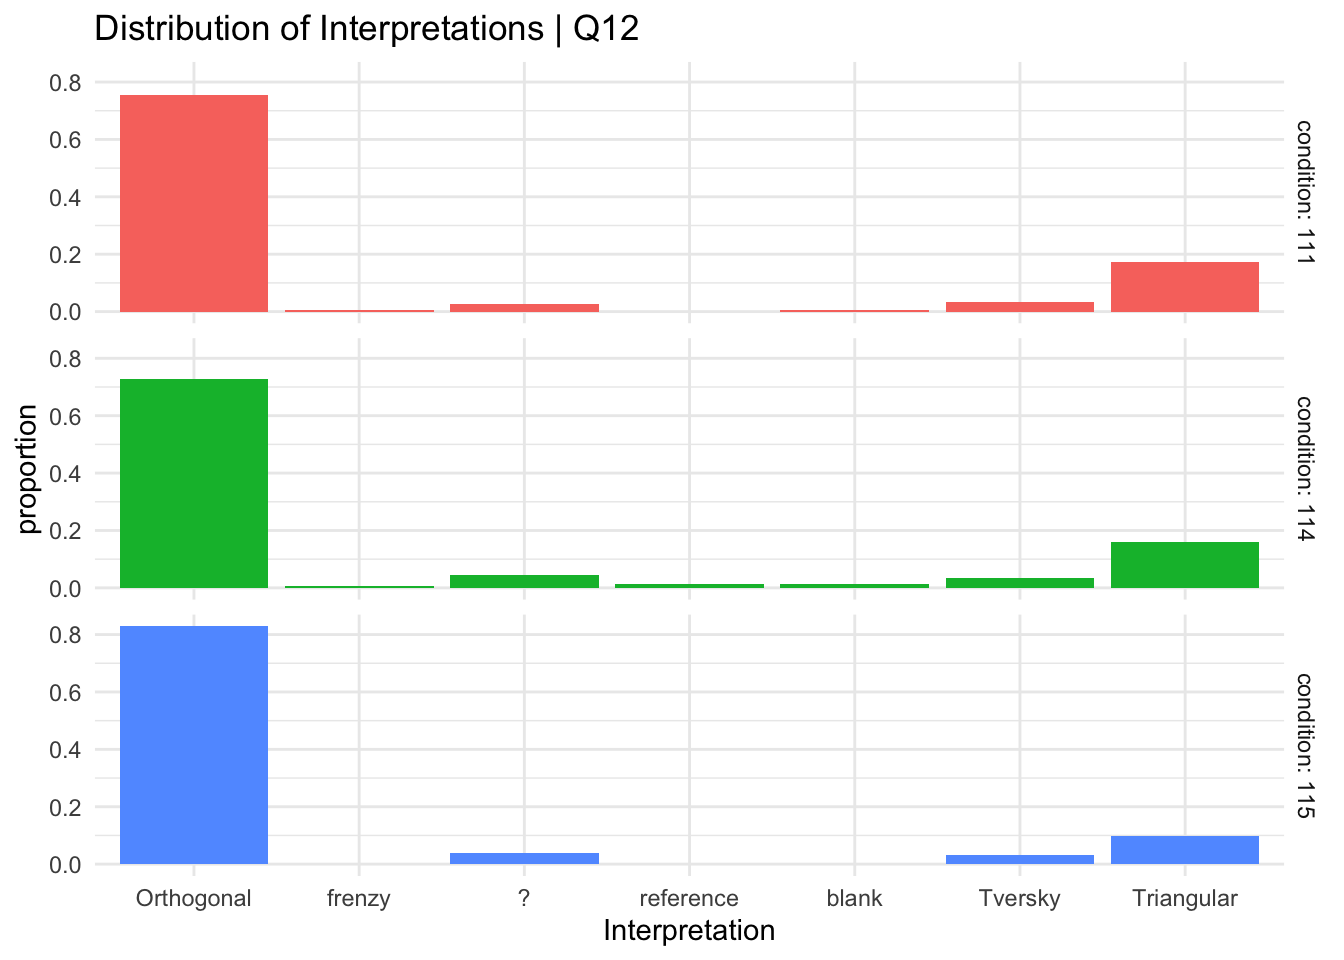 Distribution of Interpretations | Q12
proportion
0.8
0.6
0.4
0.2
0.0
condition: 111
0.8
0.6
0.4
0.2
0.0
condition: 114
0.8
0.6
0.4
0.2
0.0
condition: 115
Orthogonal frenzy ? reference blank Tversky Triangular
Interpretation